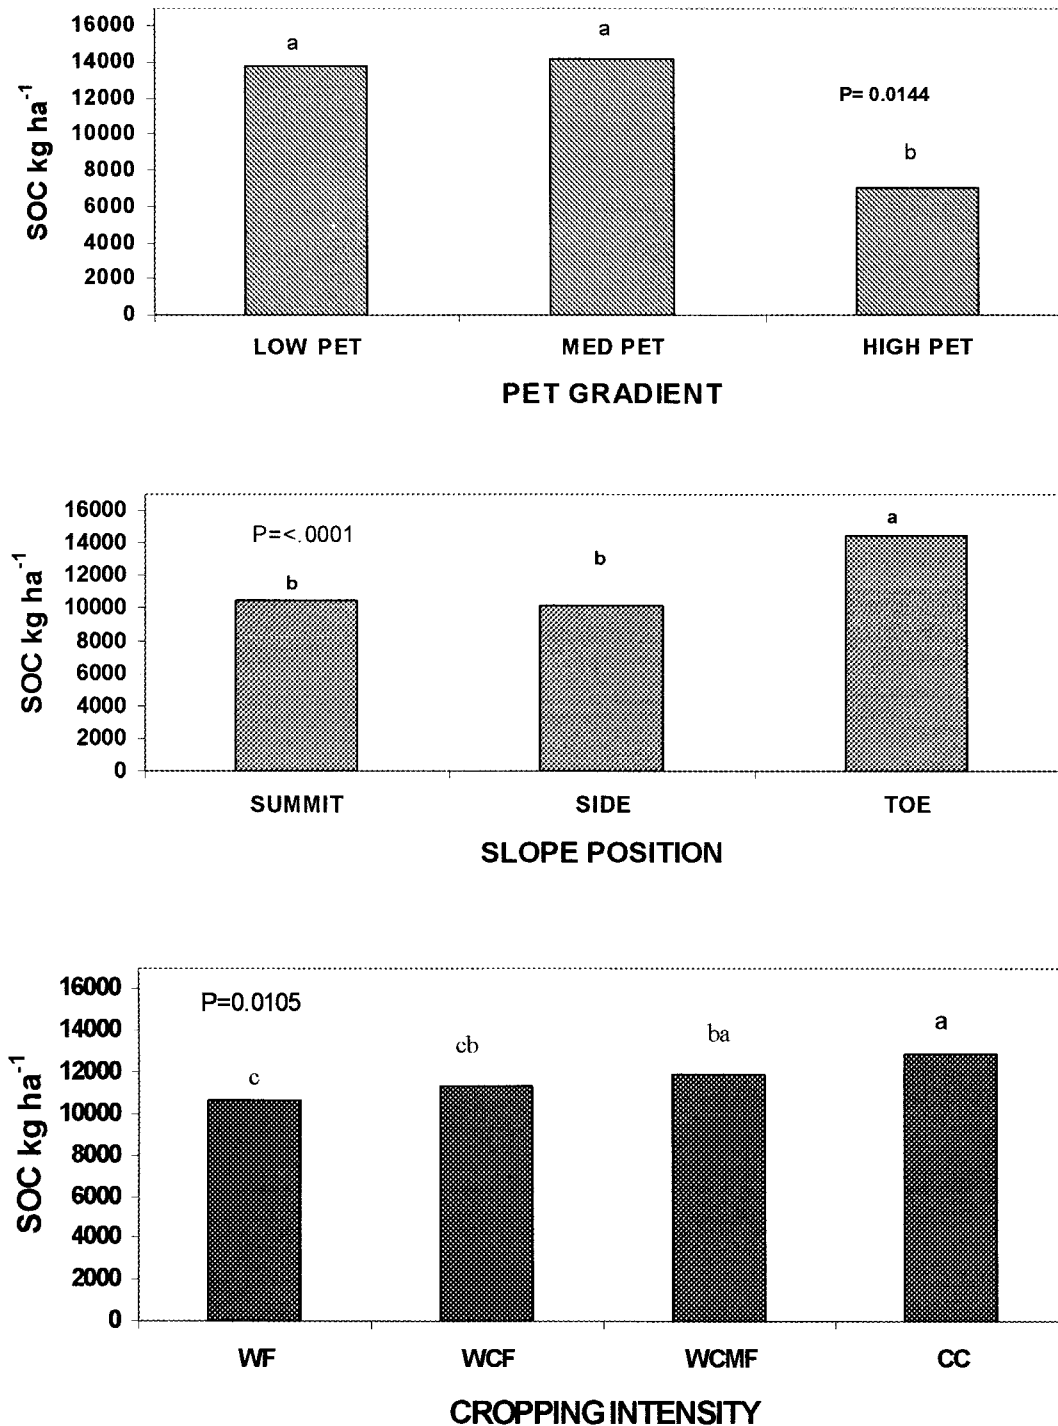 16000
a
a
14000
12000
P= 0.0144
10000
b
8000
6000
4000
2000
0
SOC kg ha-1
LOW PET MED PET HIGH PET
PET GRADIENT
16000
a
14000
P=<.0001
b
12000
b
10000
8000
6000
4000
2000
0
SOC kg ha-1
SUMMIT SIDE TOE
SLOPE POSITION
16000
P=0.0105
a
14000
cb
ba
12000
c
10000
8000
6000
4000
2000
0
SOC kg ha-1
WF WCF WCMF CC
CROPPING INTENSITY